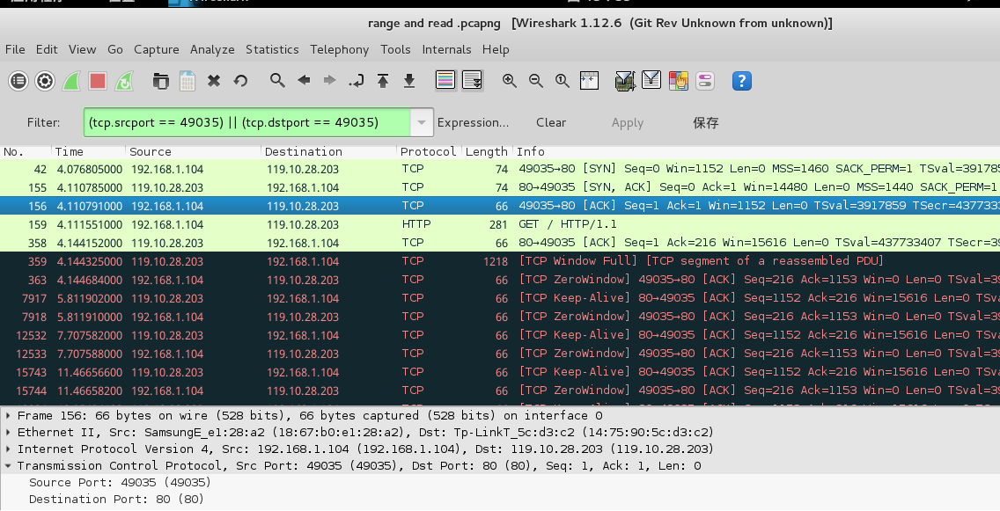 range and read .pcapng [Wireshark 1.12.6 (Git Rev Unknown from unknown)]
File Edit View Go Capture Analyze Statistics Telephony Tools Internals Help
Filter: (tcp.srcport == 49035) || (tcp.dstport == 49035) Expression... Clear Apply 保存
No. Time Source Destination Protocol Length Info
42 4.076805000 192.168.1.104 119.10.28.203 TCP 74 49035→80 [SYN] Seq=0 Win=1152 Len=0 MSS=1460 SACK_PERM=1 TSval=391785
155 4.110785000 119.10.28.203 192.168.1.104 TCP 74 80→49035 [SYN, ACK] Seq=0 Ack=1 Win=14480 Len=0 MSS=1440 SACK_PERM=1
156 4.110791000 192.168.1.104 119.10.28.203 TCP 66 49035→80 [ACK] Seq=1 Ack=1 Win=1152 Len=0 TSval=3917859 TSecr=4377333
159 4.111551000 192.168.1.104 119.10.28.203 HTTP 281 GET / HTTP/1.1
358 4.144152000 119.10.28.203 192.168.1.104 TCP 66 80→49035 [ACK] Seq=1 Ack=216 Win=15616 Len=0 TSval=437733407 TSecr=39
359 4.144325000 119.10.28.203 192.168.1.104 TCP 1218 [TCP Window Full] [TCP segment of a reassembled PDU]
363 4.144684000 192.168.1.104 119.10.28.203 TCP 66 [TCP ZeroWindow] 49035→80 [ACK] Seq=216 Ack=1153 Win=0 Len=0 TSval=39
7917 5.811902000 119.10.28.203 192.168.1.104 TCP 66 [TCP Keep-Alive] 80→49035 [ACK] Seq=1152 Ack=216 Win=15616 Len=0 TSva
7918 5.811910000 192.168.1.104 119.10.28.203 TCP 66 [TCP ZeroWindow] 49035→80 [ACK] Seq=216 Ack=1153 Win=0 Len=0 TSval=39
12532 7.707582000 119.10.28.203 192.168.1.104 TCP 66 [TCP Keep-Alive] 80→49035 [ACK] Seq=1152 Ack=216 Win=15616 Len=0 TSva
12533 7.707588000 192.168.1.104 119.10.28.203 TCP 66 [TCP ZeroWindow] 49035→80 [ACK] Seq=216 Ack=1153 Win=0 Len=0 TSval=39
15743 11.46656600 119.10.28.203 192.168.1.104 TCP 66 [TCP Keep-Alive] 80→49035 [ACK] Seq=1152 Ack=216 Win=15616 Len=0 TSva
15744 11.46658200 192.168.1.104 119.10.28.203 TCP 66 [TCP ZeroWindow] 49035→80 [ACK] Seq=216 Ack=1153 Win=0 Len=0 TSval=39
Frame 156: 66 bytes on wire (528 bits), 66 bytes captured (528 bits) on interface 0
Ethernet II, Src: SamsungE_e1:28:a2 (18:67:b0:e1:28:a2), Dst: Tp-LinkT_5c:d3:c2 (14:75:90:5c:d3:c2)
Internet Protocol Version 4, Src: 192.168.1.104 (192.168.1.104), Dst: 119.10.28.203 (119.10.28.203)
Transmission Control Protocol, Src Port: 49035 (49035), Dst Port: 80 (80), Seq: 1, Ack: 1, Len: 0
Source Port: 49035 (49035)
Destination Port: 80 (80)